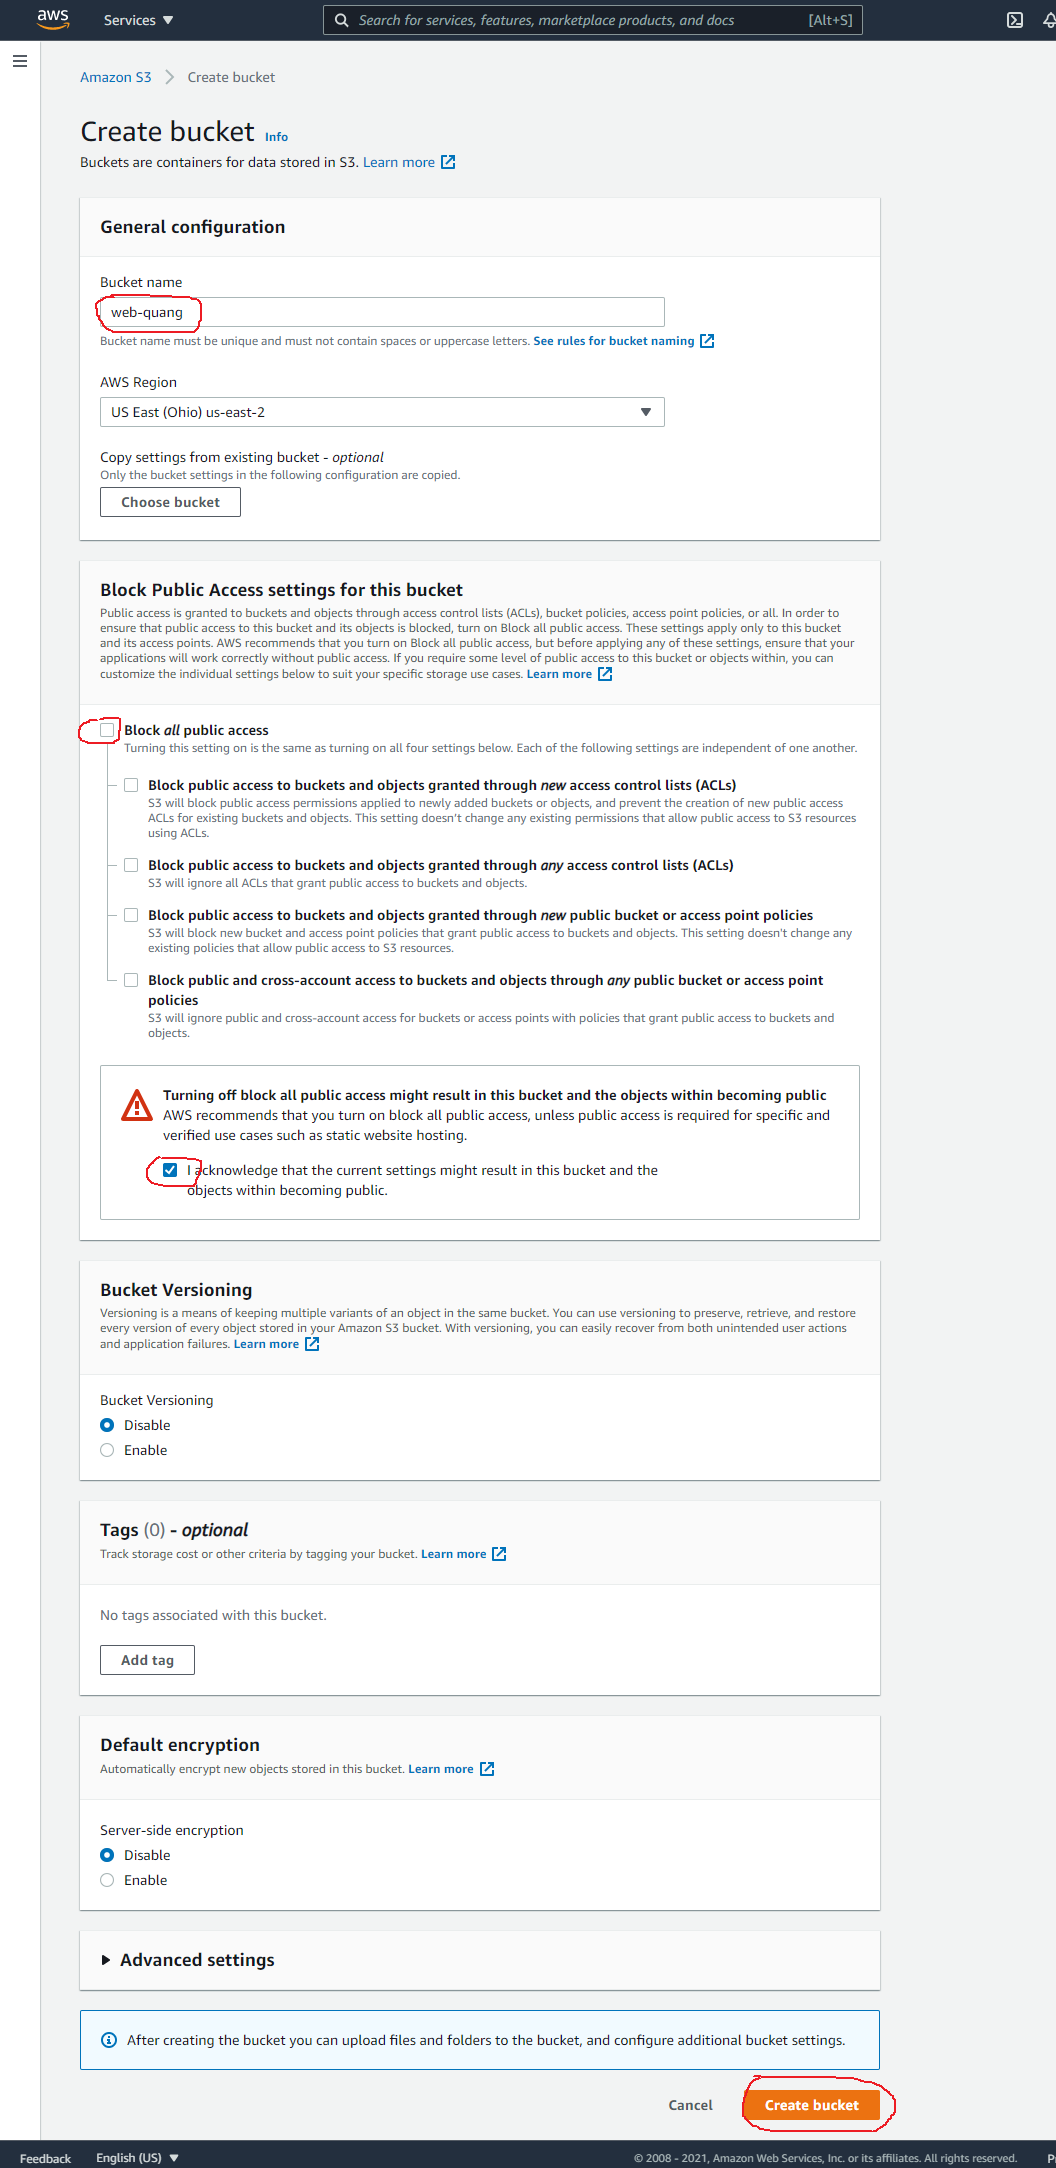 aws Services Search for services, features, marketplace products, and docs [Alt+S]
Amazon S3 Create bucket
Create bucket Info
Buckets are containers for data stored in S3. Learn more
General configuration
Bucket name
web-quang
Bucket name must be unique and must not contain spaces or uppercase letters. See rules for bucket naming
AWS Region
US East (Ohio) us-east-2
Copy settings from existing bucket - optional
Only the bucket settings in the following configuration are copied.
Choose bucket
Block Public Access settings for this bucket
Public access is granted to buckets and objects through access control lists (ACLs), bucket policies, access point policies, or all. In order to
ensure that public access to this bucket and its objects is blocked, turn on Block all public access. These settings apply only to this bucket
and its access points. AWS recommends that you turn on Block all public access, but before applying any of these settings, ensure that your
applications will work correctly without public access. If you require some level of public access to this bucket or objects within, you can
customize the individual settings below to suit your specific storage use cases. Learn more
Block all public access
Turning this setting on is the same as turning on all four settings below. Each of the following settings are independent of one another.
Block public access to buckets and objects granted through new access control lists (ACLs)
S3 will block public access permissions applied to newly added buckets or objects, and prevent the creation of new public access
ACLs for existing buckets and objects. This setting doesn't change any existing permissions that allow public access to S3 resources
using ACLs.
Block public access to buckets and objects granted through any access control lists (ACLs)
S3 will ignore all ACLs that grant public access to buckets and objects.
Block public access to buckets and objects granted through new public bucket or access point policies
S3 will block new bucket and access point policies that grant public access to buckets and objects. This setting doesn't change any
existing policies that allow public access to S3 resources.
Block public and cross-account access to buckets and objects through any public bucket or access point
policies
S3 will ignore public and cross-account access for buckets or access points with policies that grant public access to buckets and
objects.
Turning off block all public access might result in this bucket and the objects within becoming public
AWS recommends that you turn on block all public access, unless public access is required for specific and
verified use cases such as static website hosting.
I acknowledge that the current settings might result in this bucket and the
objects within becoming public.
Bucket Versioning
Versioning is a means of keeping multiple variants of an object in the same bucket. You can use versioning to preserve, retrieve, and restore
every version of every object stored in your Amazon S3 bucket. With versioning, you can easily recover from both unintended user actions
and application failures. Learn more
Bucket Versioning
Disable
Enable
Tags (0) - optional
Track storage cost or other criteria by tagging your bucket. Learn more
No tags associated with this bucket.
Add tag
Default encryption
Automatically encrypt new objects stored in this bucket. Learn more
Server-side encryption
Disable
Enable
Advanced settings
After creating the bucket you can upload files and folders to the bucket, and configure additional bucket settings.
Cancel Create bucket
Feedback English (US) © 2008 - 2021, Amazon Web Services, Inc. or its affiliates. All rights reserved.